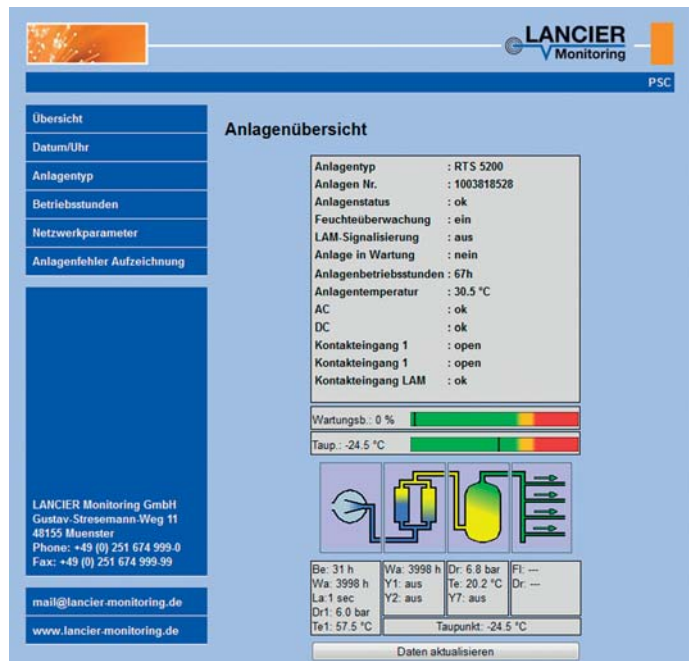 LANCIER
Monitoring
PSC
Übersicht
Datum/Uhr
Anlagentyp
Betriebsstunden
Netzwerkparameter
Anlagenfehler Aufzeichnung
LANCIER Monitoring GmbH
Gustav-Stresemann-Weg 11
48155 Muenster
Phone: +49 (0) 251 674 999-0
Fax: +49 (0) 251 674 999-99
mail@lancier-monitoring.de
www.lancier-monitoring.de
Anlagenübersicht
Anlagentyp : RTS 5200
Anlagen Nr. : 1003818528
Anlagenstatus : ok
Feuchteüberwachung : ein
LAM-Signalisierung : aus
Anlage in Wartung : nein
Anlagenbetriebsstunden : 67h
Anlagentemperatur : 30.5 °C
AC : ok
DC : ok
Kontakteingang 1 : open
Kontakteingang 1 : open
Kontakteingang LAM : ok
Wartungsb.: 0 %
Taup.: -24.5 °C
Be: 31 h
Wa: 3998 h
La:1 sec
Dr1: 6.0 bar
Te1: 57.5 °C
Wa: 3998 h
Y1: aus
Y2: aus
Dr: 6.8 bar
Te: 20.2 °C
Y7: aus
Fl: ---
Dr: ---
Taupunkt: -24.5 °C
Daten aktualisieren